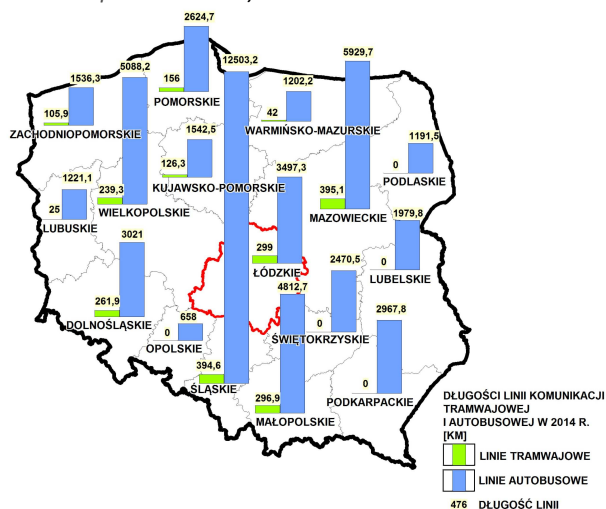 2624,7
156
POMORSKIE
12503,2
5088,2
1536,3
105,9
ZACHODNIOPOMORSKIE
5929,7
1202,2
42
WARMIŃSKO-MAZURSKIE
1542,5
126,3
KUJAWSKO-POMORSKIE
1191,5
0
PODLASKIE
1221,1
25
LUBUSKIE
239,3
WIELKOPOLSKIE
3497,3
299
ŁÓDZKIE
395,1
MAZOWIECKIE
1979,8
0
LUBELSKIE
3021
261,9
DOLNOŚLĄSKIE
658
0
OPOLSKIE
4812,7
2470,5
0
ŚWIĘTOKRZYSKIE
2967,8
0
PODKARPACKIE
394,6
ŚLĄSKIE
296,9
MAŁOPOLSKIE
DŁUGOŚCI LINII KOMUNIKACJI
TRAMWAJOWEJ
I AUTOBUSOWEJ W 2014 R.
[KM]
LINIE TRAMWAJOWE
LINIE AUTOBUSOWE
476 DŁUGOŚĆ LINII